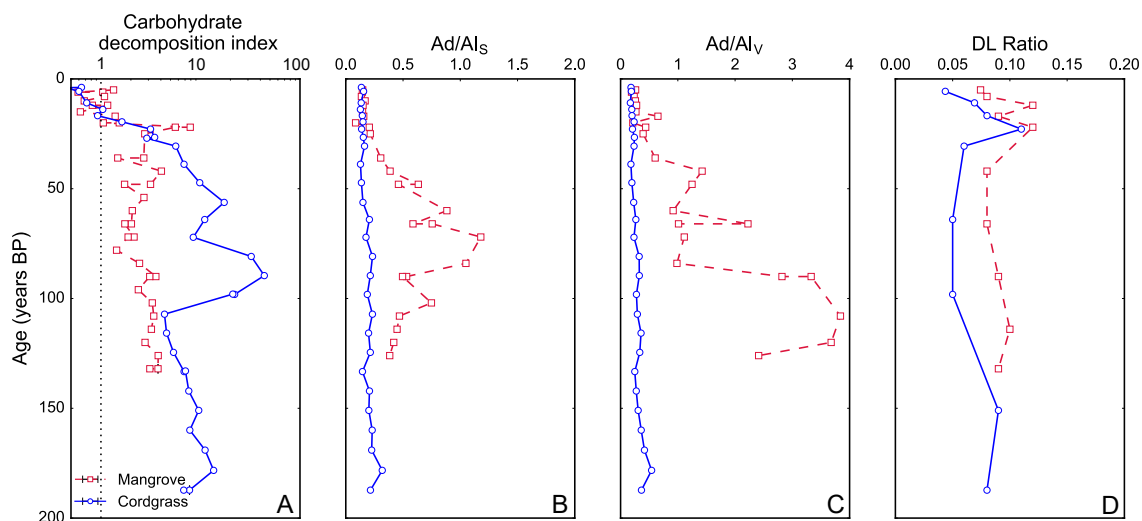 Carbohydrate
decomposition index
Ad/Al_S
Ad/Al_V
DL Ratio
1 10 100
0.0 0.5 1.0 1.5 2.0
0 1 2 3 4
0.00 0.05 0.10 0.15 0.20
0
50
100
150
200
Age (years BP)
Mangrove
Cordgrass
A
B
C
D